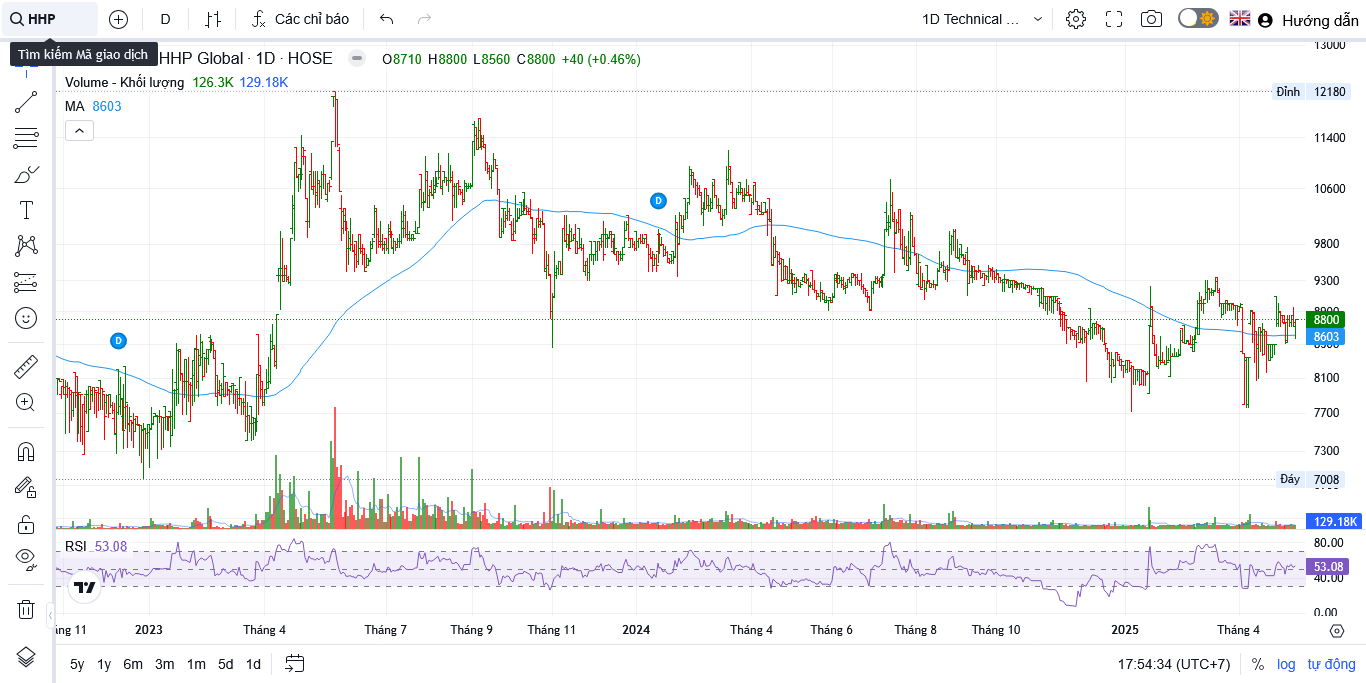 HHP D Các chỉ báo 1D Technical ... Hướng dẫn
Tìm kiếm Mã giao dịch HHP Global · 1D · HOSE O8710 H8800 L8560 C8800 +40 (+0.46%)
13000
Volume - Khối lượng 126.3K 129.18K
Đỉnh 12180
MA 8603
11400
10600
D
9800
9300
8800
D
8603
8100
7700
7300
Đáy 7008
129.18K
RSI 53.08
80.00
53.08
40.00
0.00
ng 11 2023 Tháng 4 Tháng 7 Tháng 9 Tháng 11 2024 Tháng 4 Tháng 6 Tháng 8 Tháng 10 2025 Tháng 4
5y 1y 6m 3m 1m 5d 1d 17:54:34 (UTC+7) % log tự động